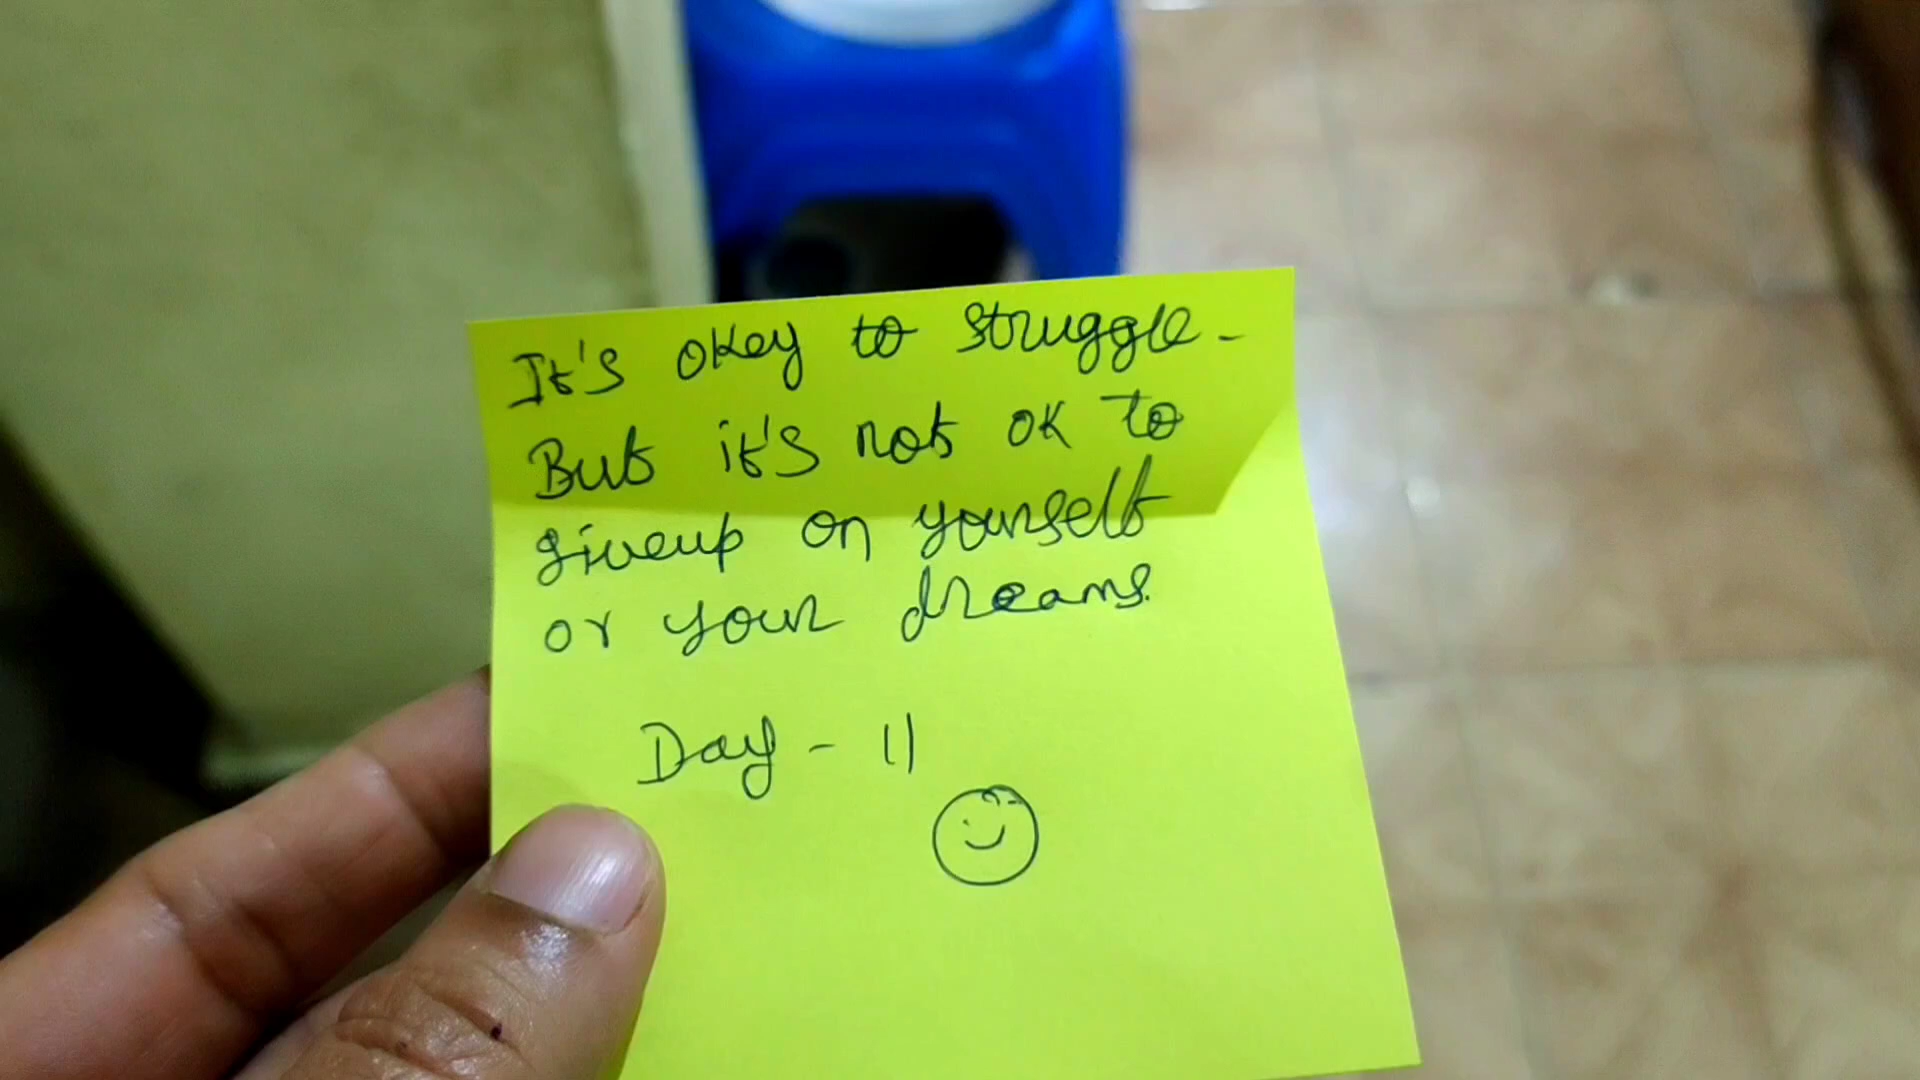 It's okey to struggle-
But it's not ok to
giveup on yourself
or your dreams.
Day - 11